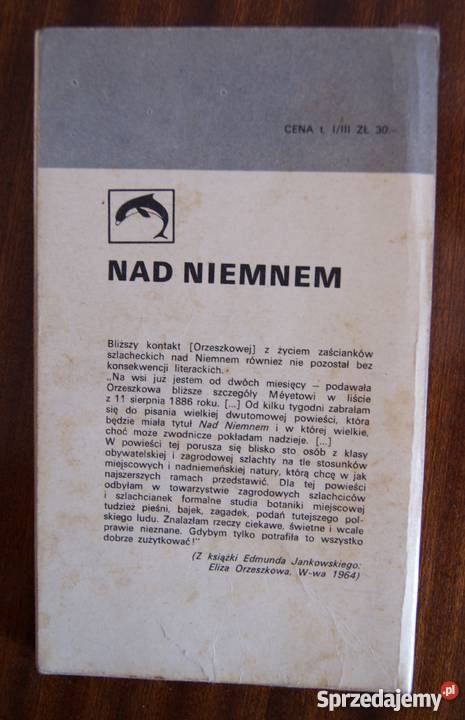 CENA t. I/III ZŁ 30.-
NAD NIEMNEM
Bliższy kontakt [Orzeszkowej] z życiem zaścianków
szlacheckich nad Niemnem również nie pozostał bez
konsekwencji literackich.
„Na wsi już jestem od dwóch miesięcy — podawała
Orzeszkowa bliższe szczegóły Méyetowi w liście
z 11 sierpnia 1886 roku. [...] Od kilku tygodni zabrałam
się do pisania wielkiej dwutomowej powieści, która
będzie miała tytuł Nad Niemnem i w której wielkie,
choć może zwodnicze pokładam nadzieje. [...]
W powieści tej porusza się blisko sto osób z klasy
obywatelskiej i zagrodowej szlachty na tle stosunków
miejscowych i nadniemeńskiej natury, którą chcę w jak
najszerszych ramach przedstawić. Dla tej powieści
odbyłam w towarzystwie zagrodowych szlachciców
i szlachcianek formalne studia botaniki miejscowej
tudzież pieśni, bajek, zagadek, podań tutejszego pol-
skiego ludu. Znalazłam rzeczy ciekawe, świetne i wcale
prawie nieznane. Gdybym tylko potrafiła to wszystko
dobrze zużytkować!"
(Z książki Edmunda Jankowskiego:
Eliza Orzeszkowa, W-wa 1964)
Sprzedajemy.pl